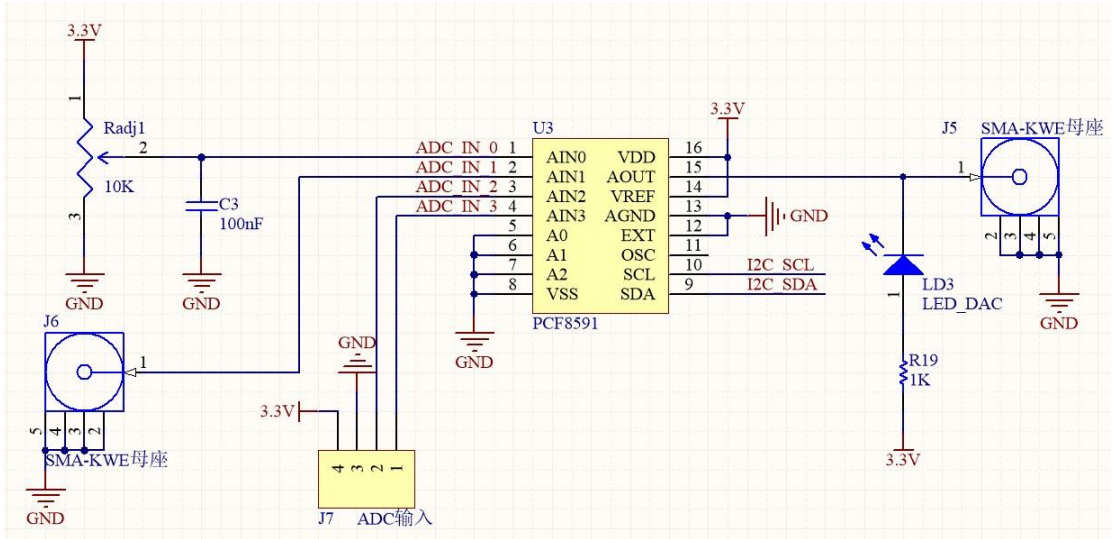 3.3V
1
Radj1
2
10K
3
GND
C3
100nF
GND
ADC_IN_0
ADC_IN_1
ADC_IN_2
ADC_IN_3
U3
1 AIN0 VDD 16
2 AIN1 AOUT 15
3 AIN2 VREF 14
4 AIN3 AGND 13
5 A0 EXT 12
6 A1 OSC 11
7 A2 SCL 10
8 VSS SDA 9
PCF8591
GND
3.3V
GND
I2C_SCL
I2C_SDA
J5 SMA-KWE母座
1
2 3 4 5
GND
LD3
LED_DAC
1
R19
1K
3.3V
J6
1
5 4 3 2
SMA-KWE母座
GND
GND
3.3V
4 3 2 1
J7 ADC输入